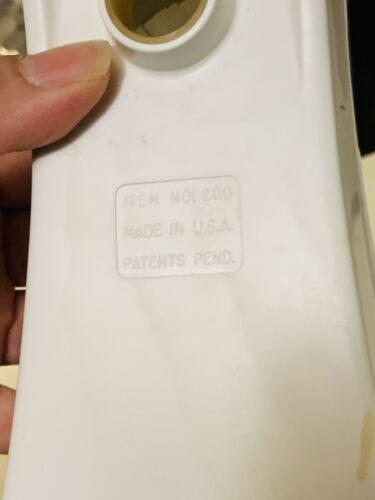 ITEM NO. 200
MADE IN U.S.A.
PATENTS PEND.